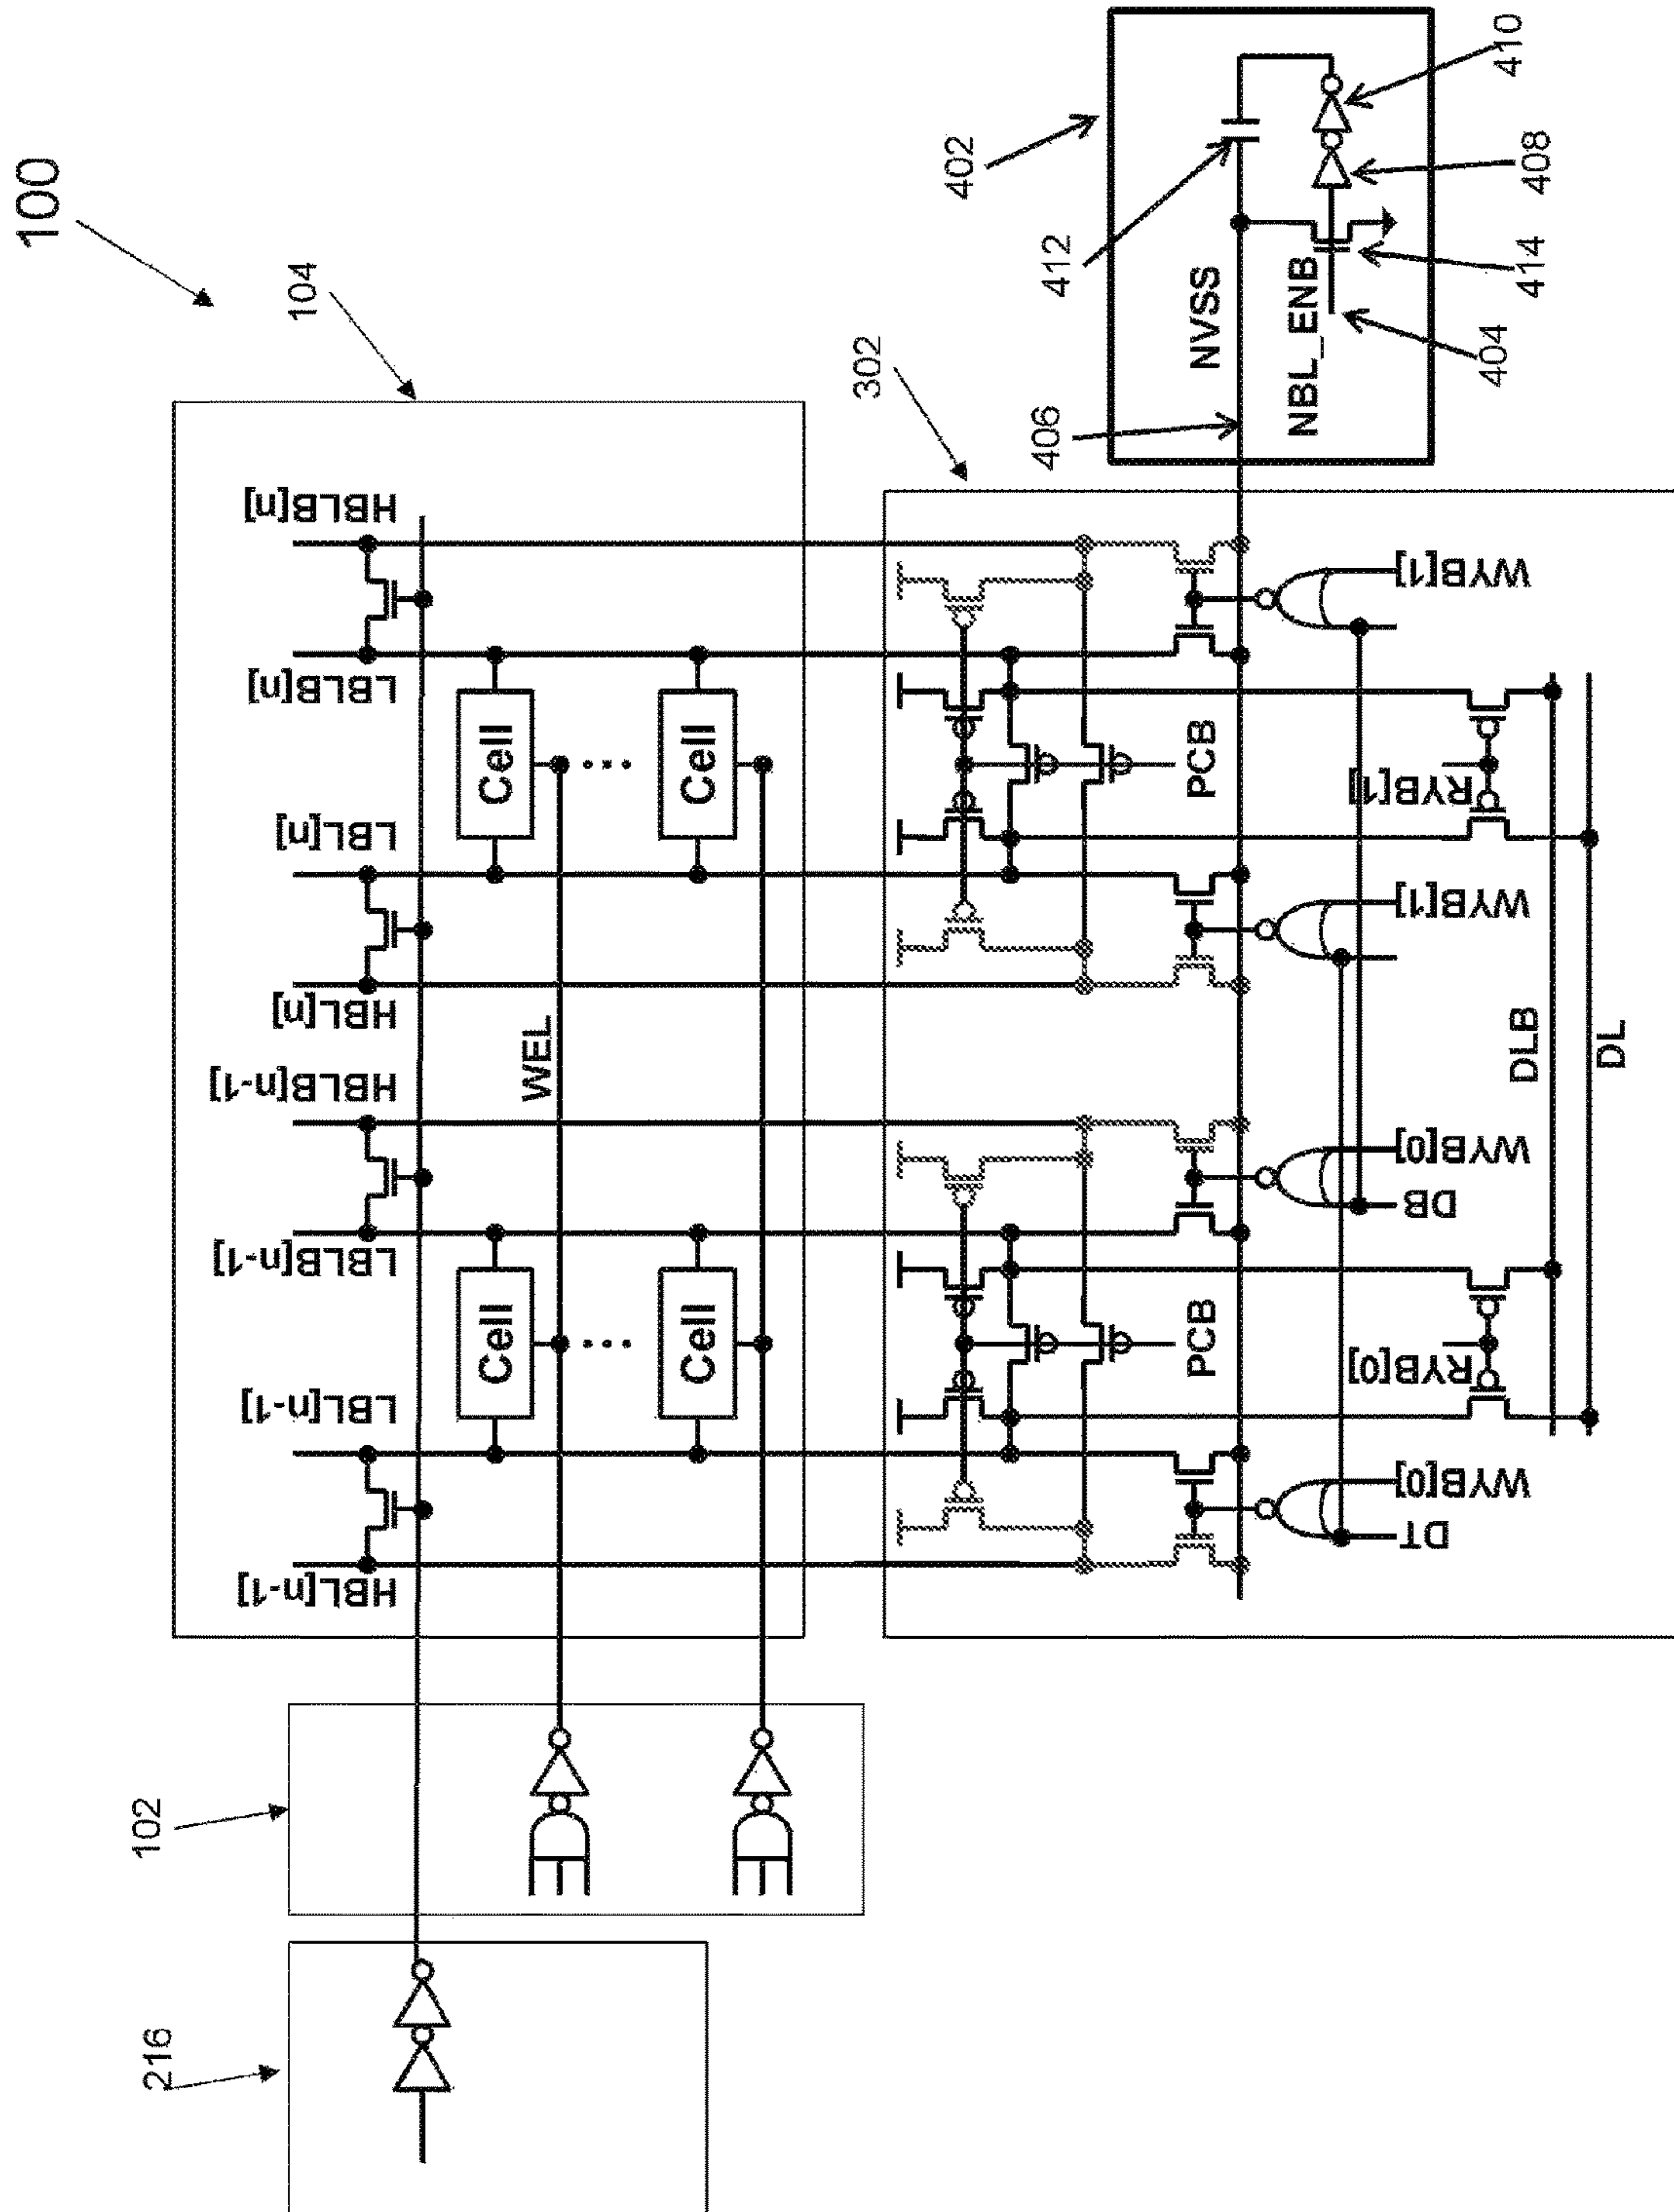 100
104
HBL[n-1]
LBL[n-1]
LBLB[n-1]
HBLB[n-1]
HBL[n]
LBL[n]
LBLB[n]
HBLB[n]
216
102
Cell
Cell
WEL
...
...
Cell
Cell
302
402
412
410
408
414
404
406
NVSS
NBL_ENB
PCB
PCB
DT
WYB[0]
RYB[0]
DB
WYB[0]
WYB[1]
RYB[1]
WYB[1]
DLB
DL